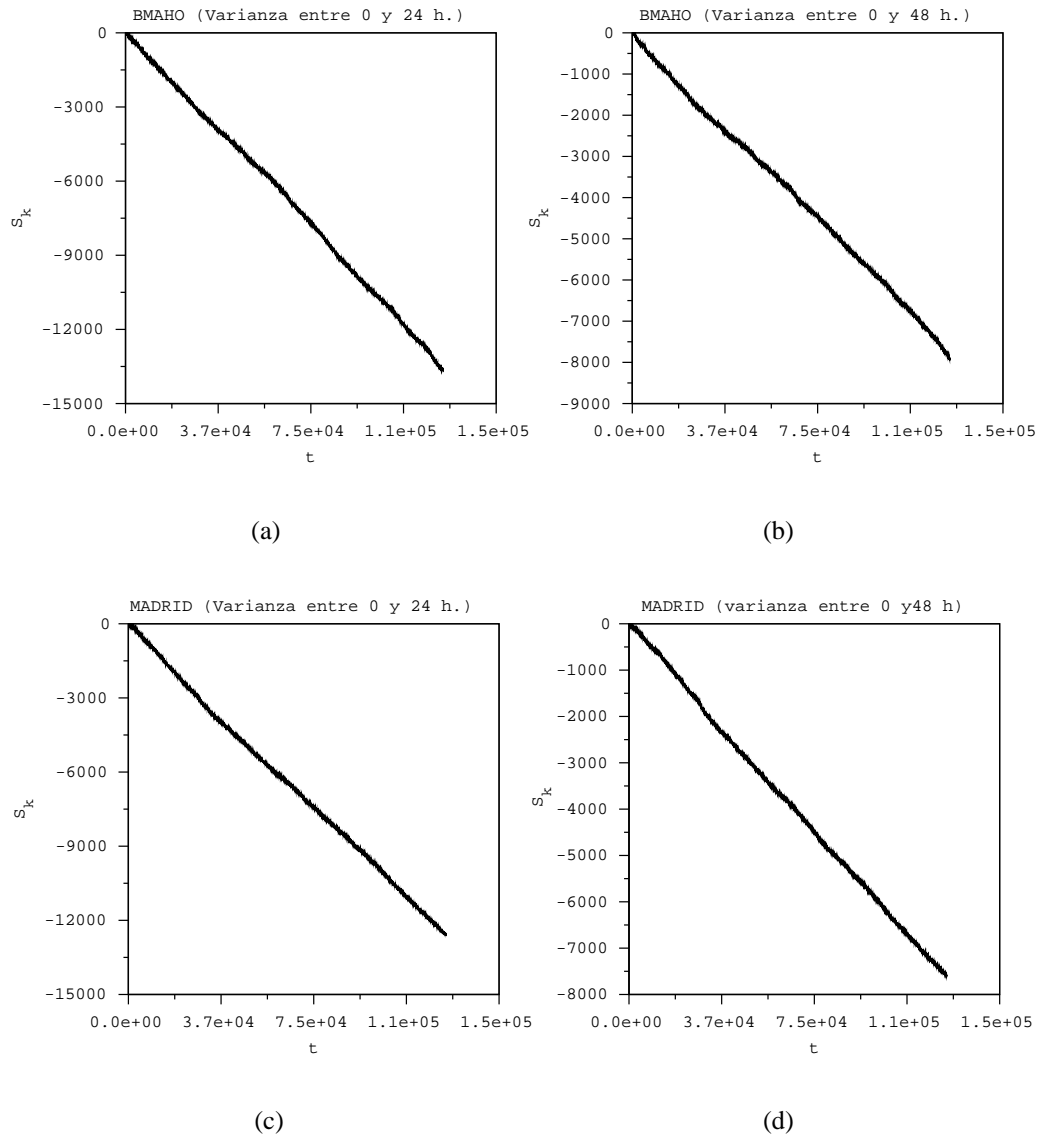 BMAHO (Varianza entre 0 y 24 h.)
0
-3000
-6000
-9000
-12000
-15000
S_k
0.0e+00 3.7e+04 7.5e+04 1.1e+05 1.5e+05
t
(a)
BMAHO (Varianza entre 0 y 48 h.)
0
-1000
-2000
-3000
-4000
-5000
-6000
-7000
-8000
-9000
S_k
0.0e+00 3.7e+04 7.5e+04 1.1e+05 1.5e+05
t
(b)
MADRID (Varianza entre 0 y 24 h.)
0
-3000
-6000
-9000
-12000
-15000
S_k
0.0e+00 3.7e+04 7.5e+04 1.1e+05 1.5e+05
t
(c)
MADRID (varianza entre 0 y48 h)
0
-1000
-2000
-3000
-4000
-5000
-6000
-7000
-8000
S_k
0.0e+00 3.7e+04 7.5e+04 1.1e+05 1.5e+05
t
(d)